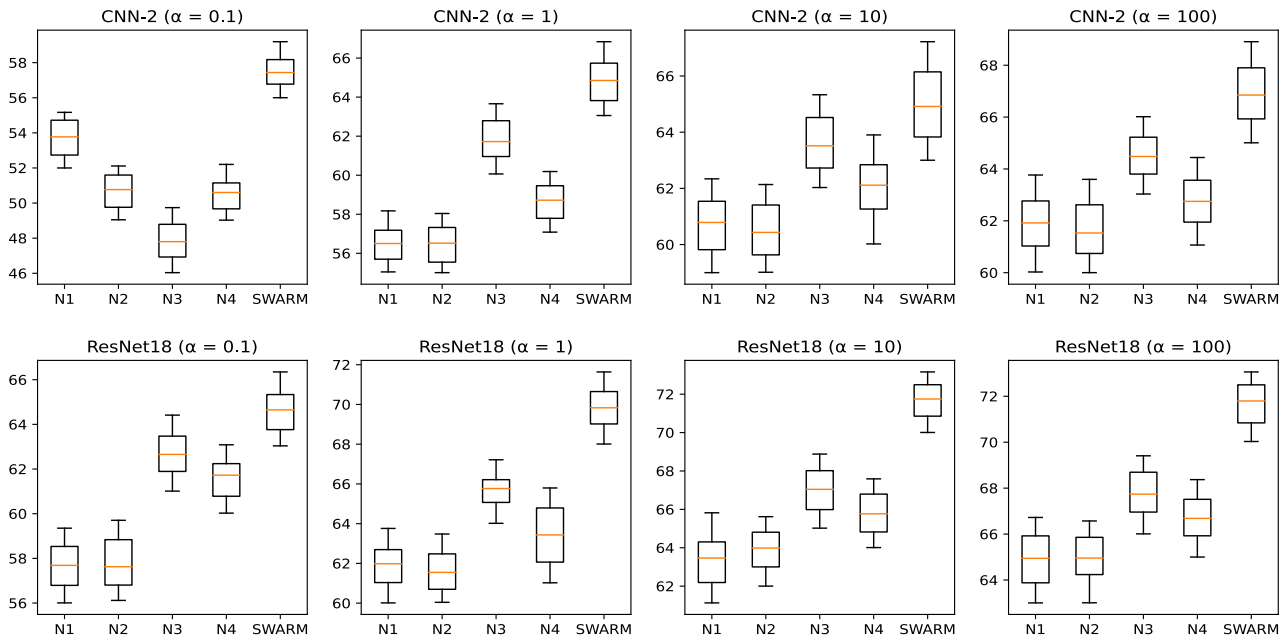 CNN-2 (α = 0.1)
58
56
54
52
50
48
46
N1 N2 N3 N4 SWARM
CNN-2 (α = 1)
66
64
62
60
58
56
N1 N2 N3 N4 SWARM
CNN-2 (α = 10)
66
64
62
60
N1 N2 N3 N4 SWARM
CNN-2 (α = 100)
68
66
64
62
60
N1 N2 N3 N4 SWARM
ResNet18 (α = 0.1)
66
64
62
60
58
56
N1 N2 N3 N4 SWARM
ResNet18 (α = 1)
72
70
68
66
64
62
60
N1 N2 N3 N4 SWARM
ResNet18 (α = 10)
72
70
68
66
64
62
N1 N2 N3 N4 SWARM
ResNet18 (α = 100)
72
70
68
66
64
N1 N2 N3 N4 SWARM